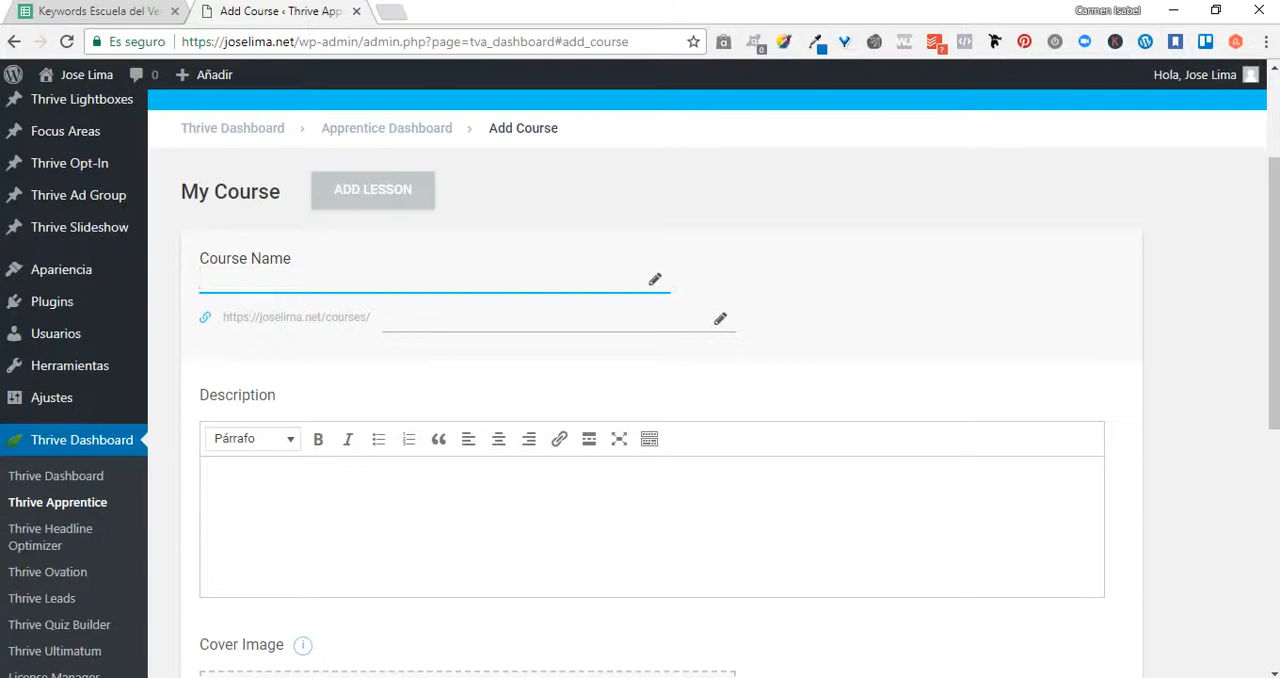 Keywords Escuela del Ve
Add Course ‹ Thrive App
Carmen Isabel
Es seguro
https://joselima.net/wp-admin/admin.php?page=tva_dashboard#add_course
Jose Lima
0
Añadir
Hola, Jose Lima
Thrive Lightboxes
Focus Areas
Thrive Opt-In
Thrive Ad Group
Thrive Slideshow
Apariencia
Plugins
Usuarios
Herramientas
Ajustes
Thrive Dashboard
Thrive Dashboard
Thrive Apprentice
Thrive Headline
Optimizer
Thrive Ovation
Thrive Leads
Thrive Quiz Builder
Thrive Ultimatum
License Manager
Thrive Dashboard › Apprentice Dashboard › Add Course
My Course
ADD LESSON
Course Name
https://joselima.net/courses/
Description
Párrafo
Cover Image